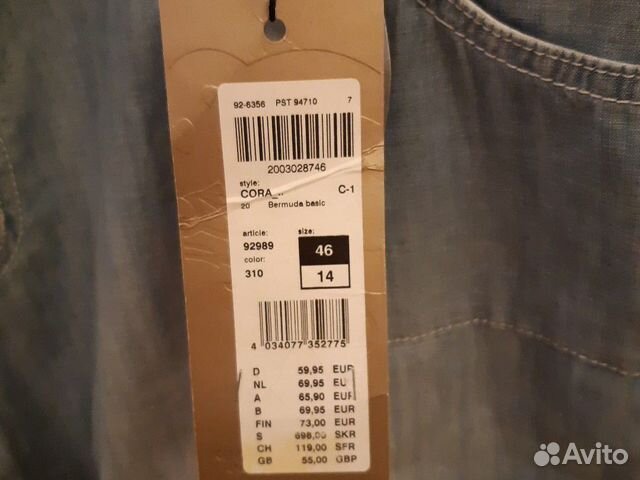 92-6356 PST 94710 7
2003028746
style:
CORA_ C-1
20 Bermuda basic
article: size:
92989 46
color:
310 14
4 034077 352775
D 59,95 EUR
NL 69,95 EU
A 65,90 EUR
B 69,95 EUR
FIN 73,00 EUR
S 698,00 SKR
CH 119,00 SFR
GB 55,00 GBP
Avito